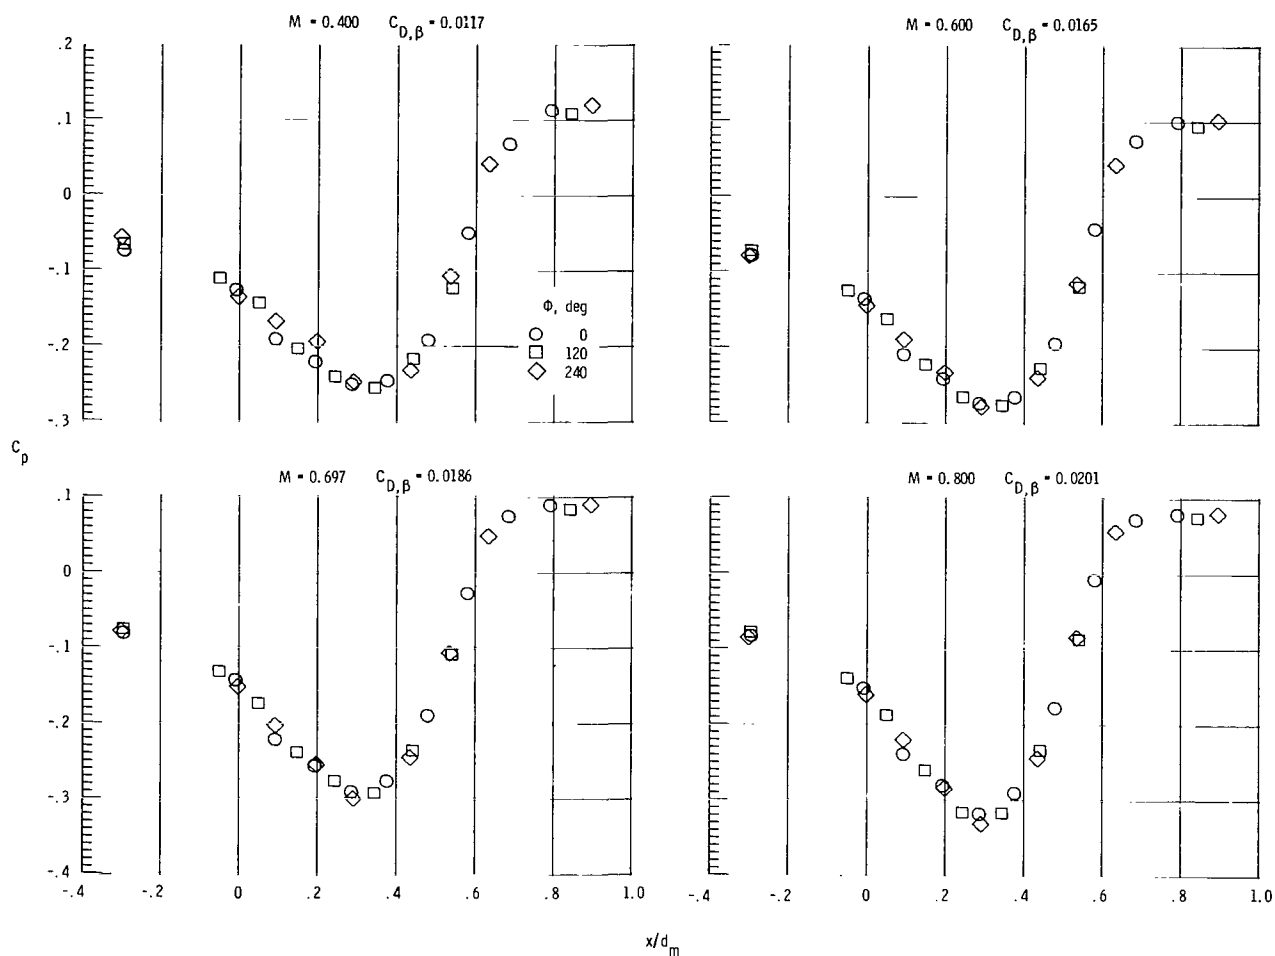 M = 0.400 C_D,β = 0.0117
M = 0.600 C_D,β = 0.0165
.2
.1
0
-.1
-.2
-.3
Φ, deg
0
120
240
C_p
M = 0.697 C_D,β = 0.0186
M = 0.800 C_D,β = 0.0201
.1
0
-.1
-.2
-.3
-.4
-.4 -.2 0 .2 .4 .6 .8 1.0
-.4 -.2 0 .2 .4 .6 .8 1.0
x/d_m